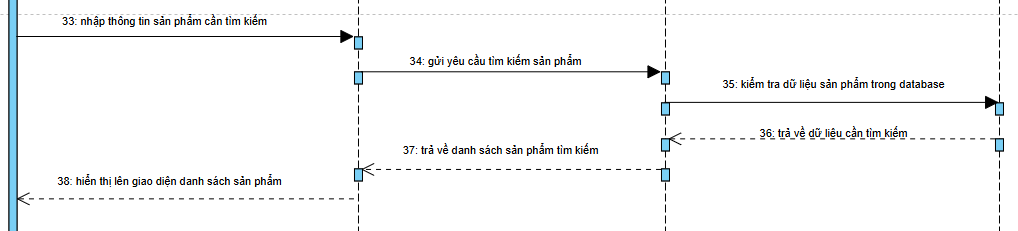 33: nhập thông tin sản phẩm cần tìm kiếm
34: gửi yêu cầu tìm kiếm sản phẩm
35: kiểm tra dữ liệu sản phẩm trong database
36: trả về dữ liệu cần tìm kiếm
37: trả về danh sách sản phẩm tìm kiếm
38: hiển thị lên giao diện danh sách sản phẩm